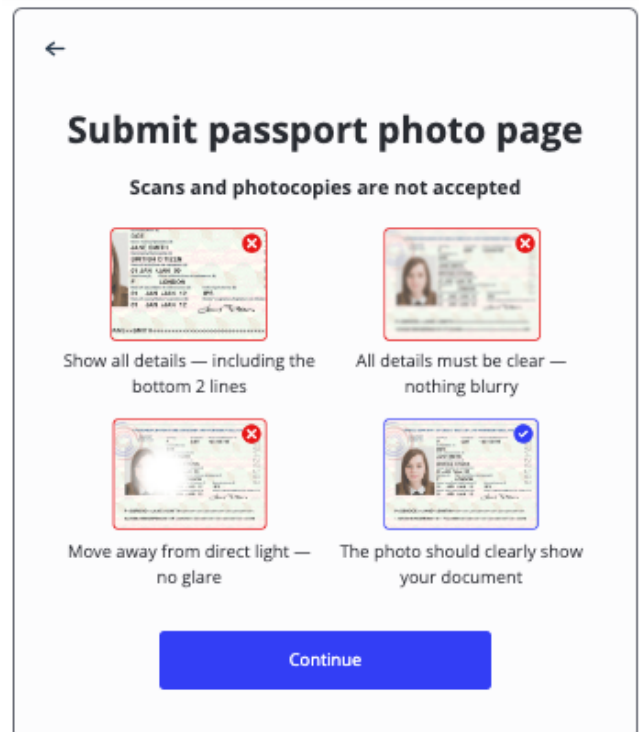 Submit passport photo page
Scans and photocopies are not accepted
Show all details — including the
bottom 2 lines
All details must be clear —
nothing blurry
Move away from direct light —
no glare
The photo should clearly show
your document
Continue